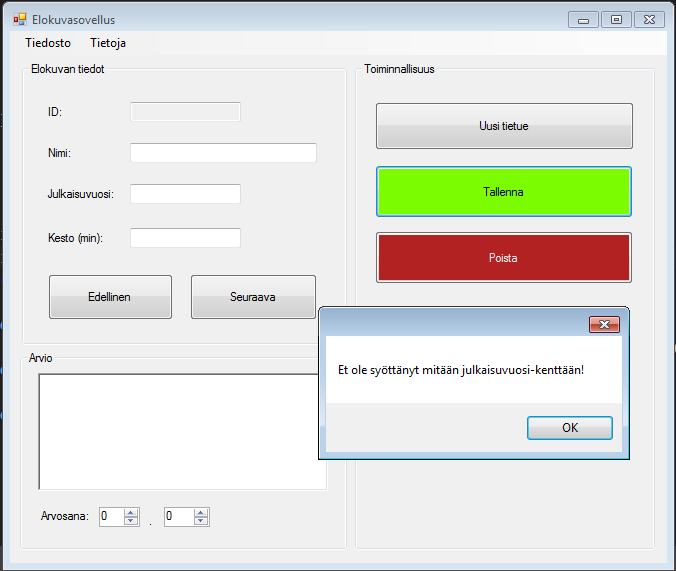 Elokuvasovellus
Tiedosto Tietoja
Elokuvan tiedot
ID:
Nimi:
Julkaisuvuosi:
Kesto (min):
Edellinen Seuraava
Toiminnallisuus
Uusi tietue
Tallenna
Poista
Et ole syöttänyt mitään julkaisuvuosi-kenttään!
OK
Arvio
Arvosana: 0 . 0